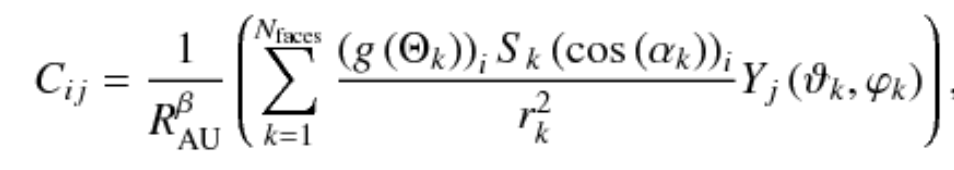 C_{ij} = \frac{1}{R_{\mathrm{AU}}^{\beta}} \left( \sum_{k=1}^{N_{\mathrm{faces}}} \frac{(g(\Theta_k))_i \, S_k (\cos(\alpha_k))_i}{r_k^2} Y_j(\vartheta_k, \varphi_k) \right),